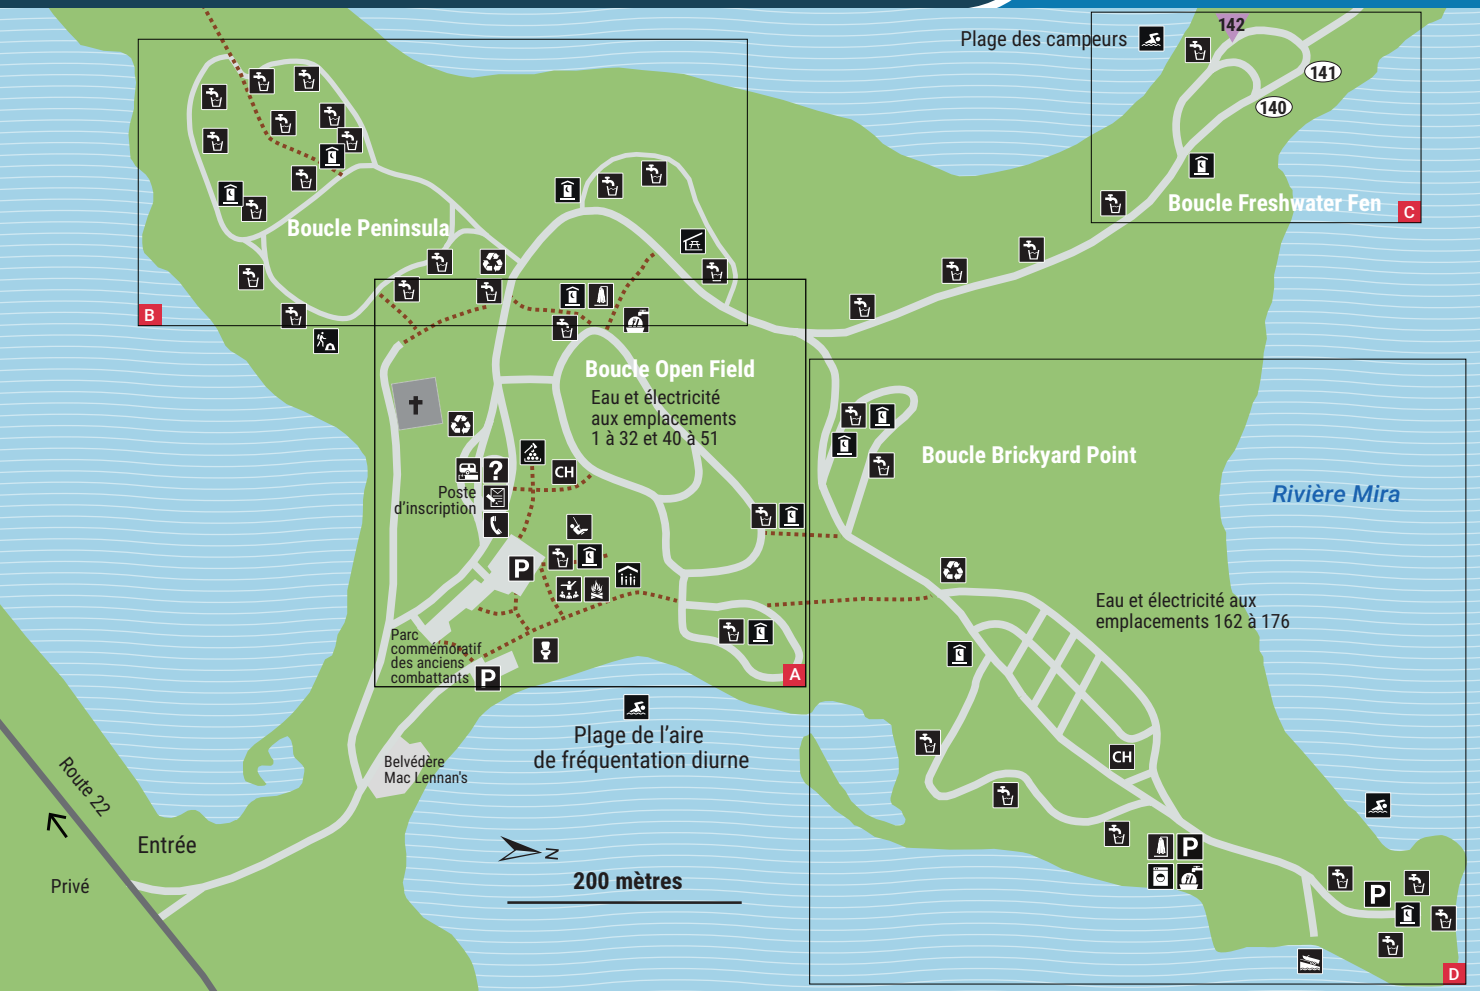 Plage des campeurs
142
141
140
Boucle Freshwater Fen
C
Boucle Peninsula
B
Boucle Open Field
Eau et électricité
aux emplacements
1 à 32 et 40 à 51
Boucle Brickyard Point
Rivière Mira
?
CH
Poste
d'inscription
P
Eau et électricité aux
emplacements 162 à 176
Parc
commémoratif
des anciens
combattants
P
A
Plage de l'aire
de fréquentation diurne
Belvédère
Mac Lennan's
CH
Route 22
Entrée
Privé
N
200 mètres
P
P
D